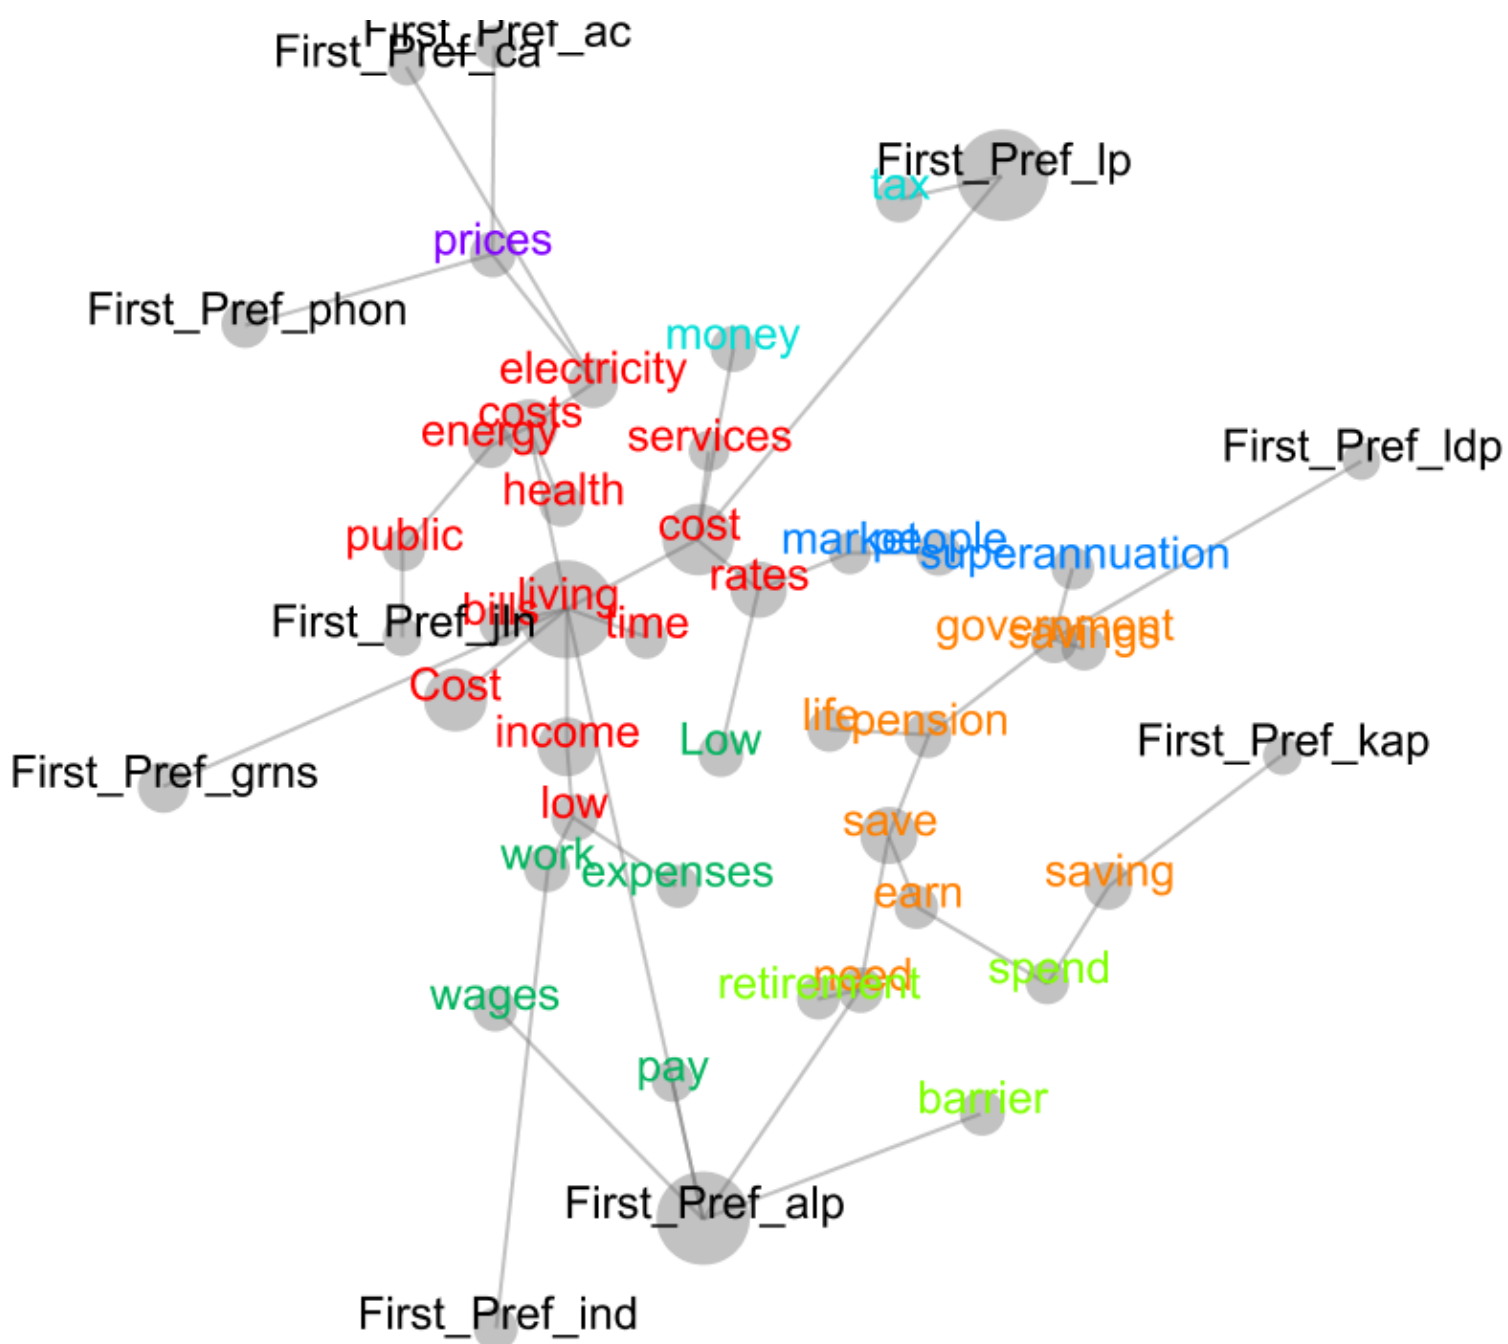 First_Pref_ac
First_Pref_ca
First_Pref_lp
tax
prices
First_Pref_phon
money
electricity
costs
energy
services
First_Pref_ldp
health
cost
public
market
people
superannuation
rates
living
bills
time
First_Pref_jln
government
savings
Cost
income
Low
life
pension
First_Pref_kap
First_Pref_grns
low
save
work
expenses
earn
saving
need
retirement
spend
wages
pay
barrier
First_Pref_alp
First_Pref_ind